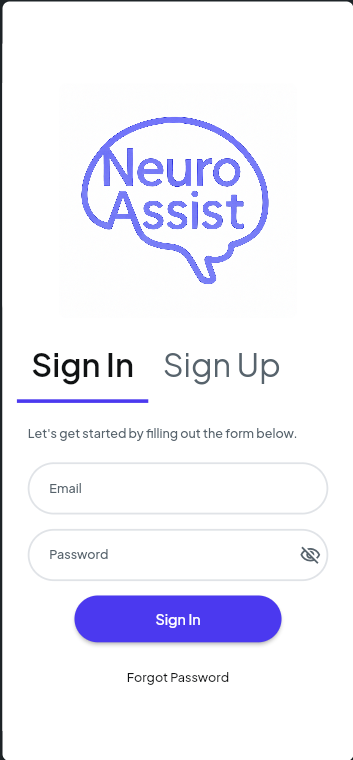 Neuro
Assist
Sign In Sign Up
Let's get started by filling out the form below.
Email
Password
Sign In
Forgot Password